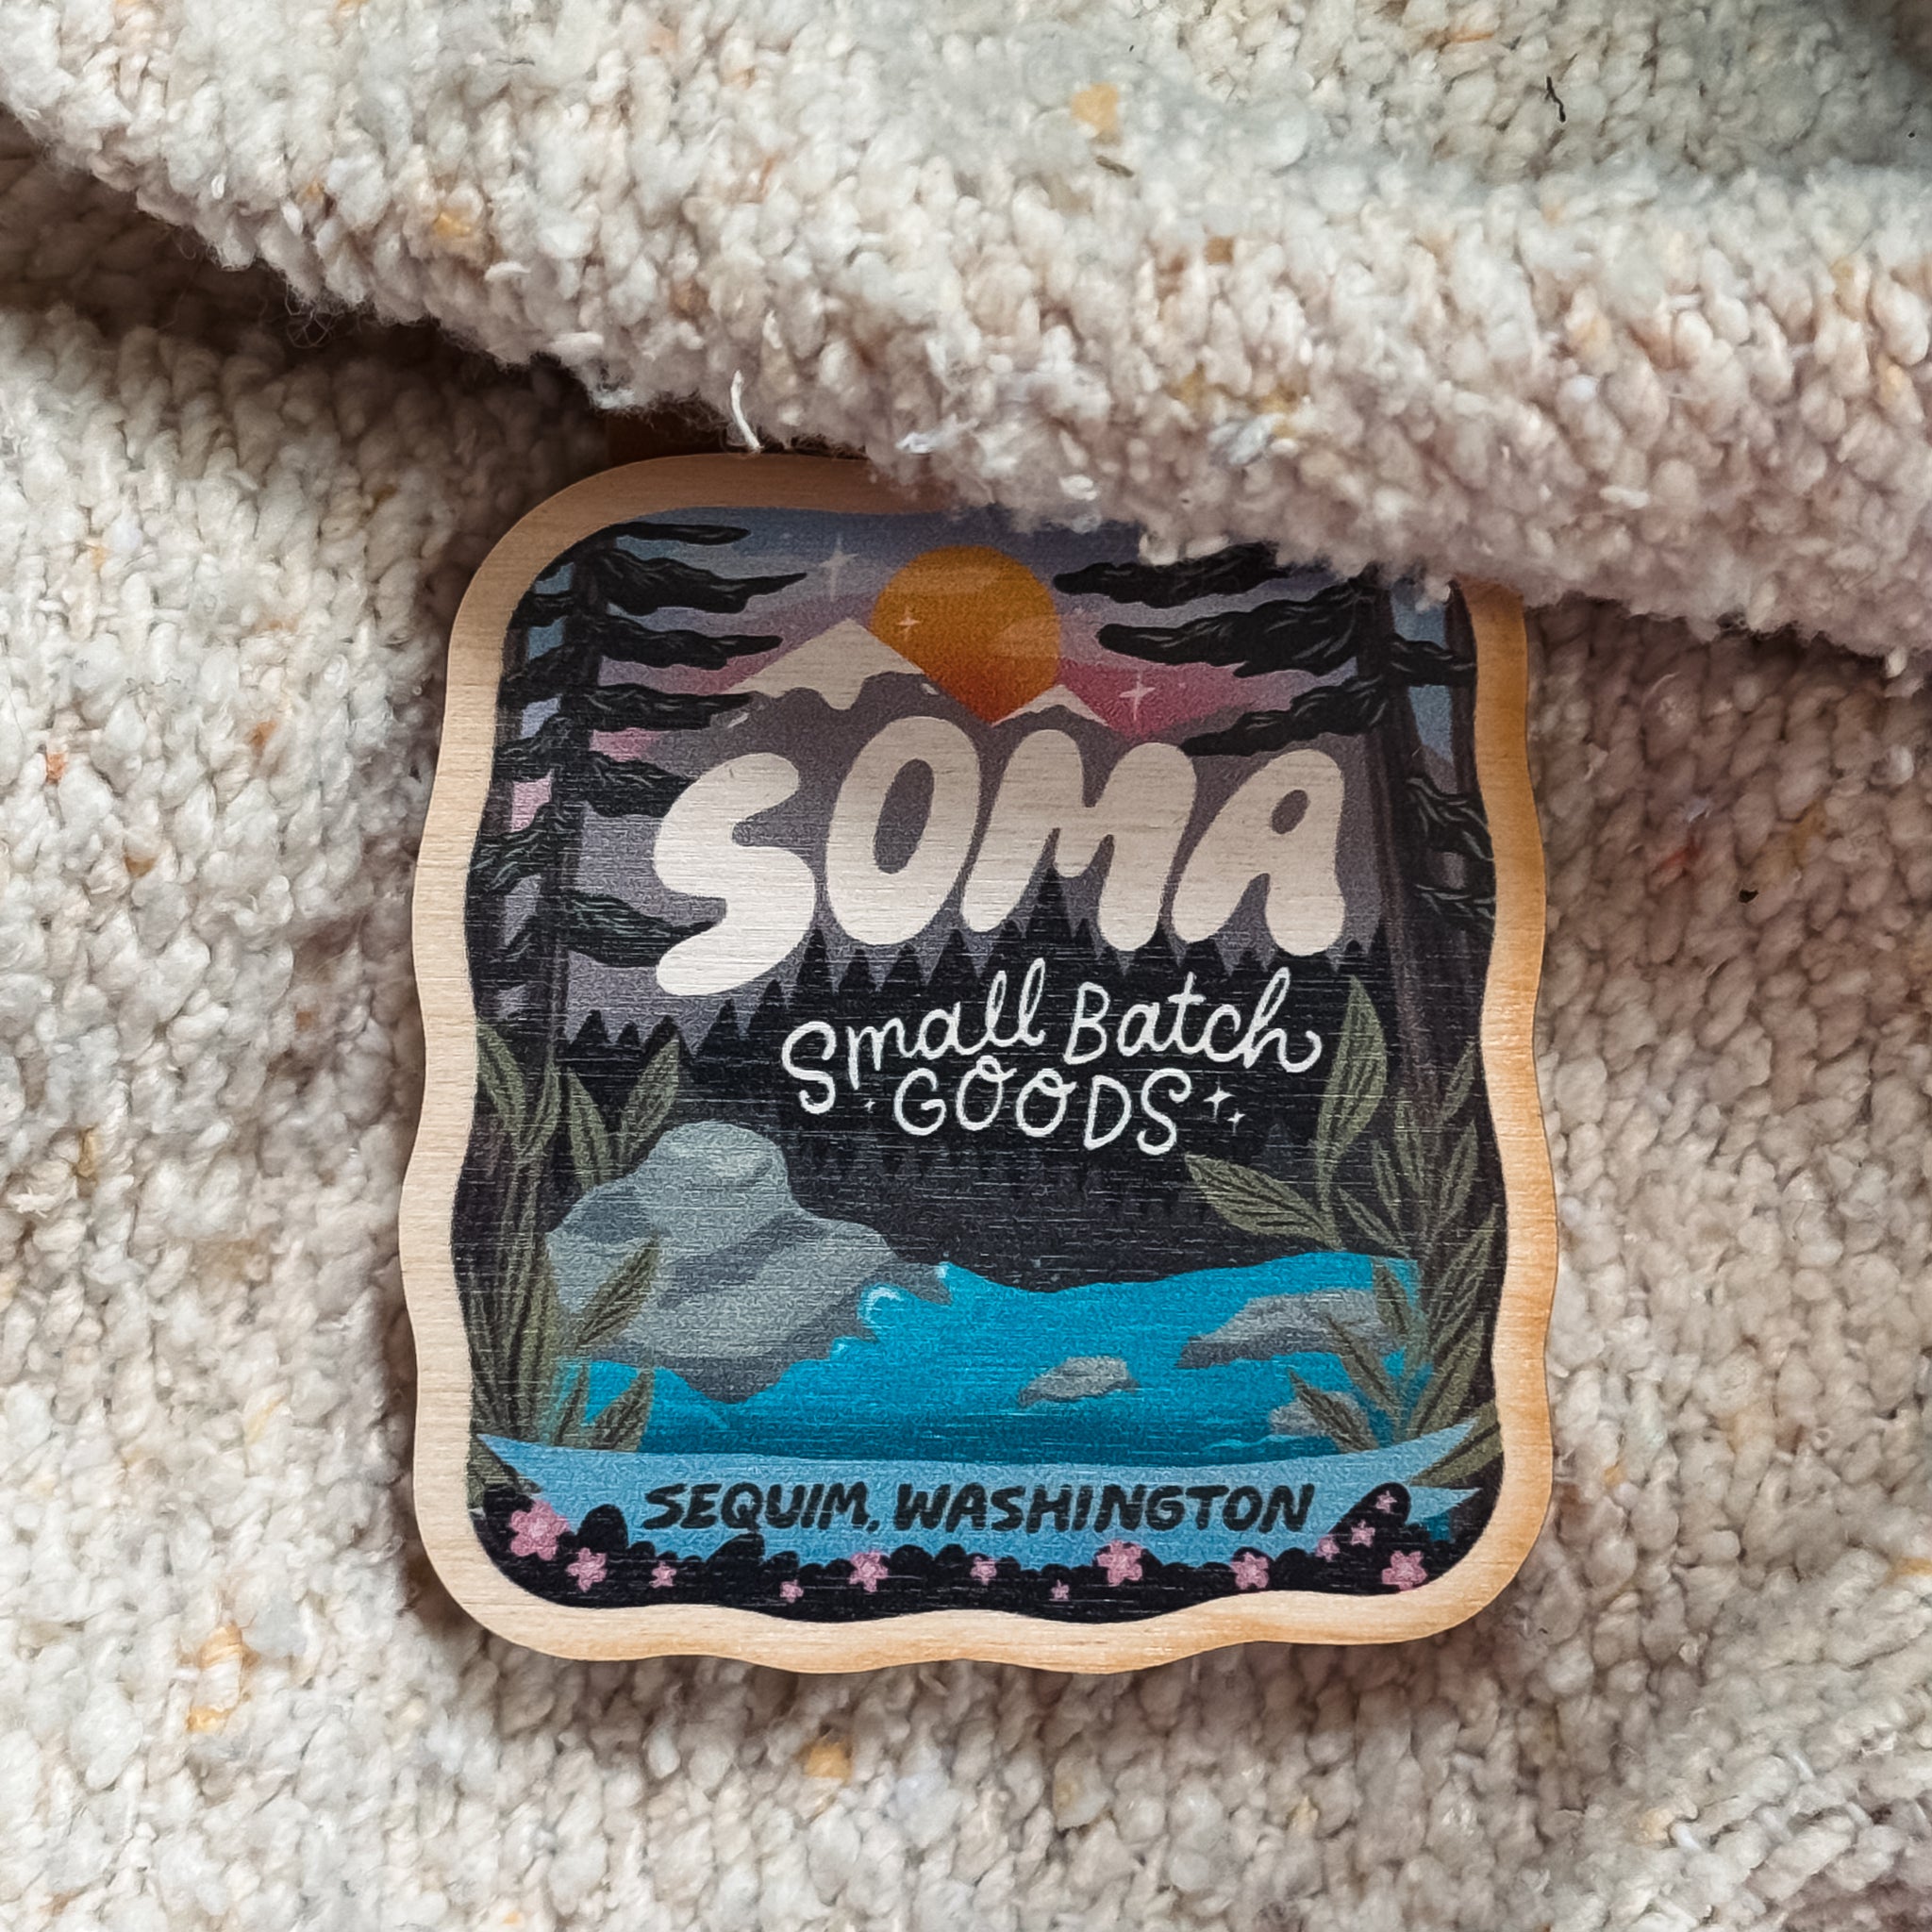 SOMA
Small Batch
GOODS
SEQUIM, WASHINGTON